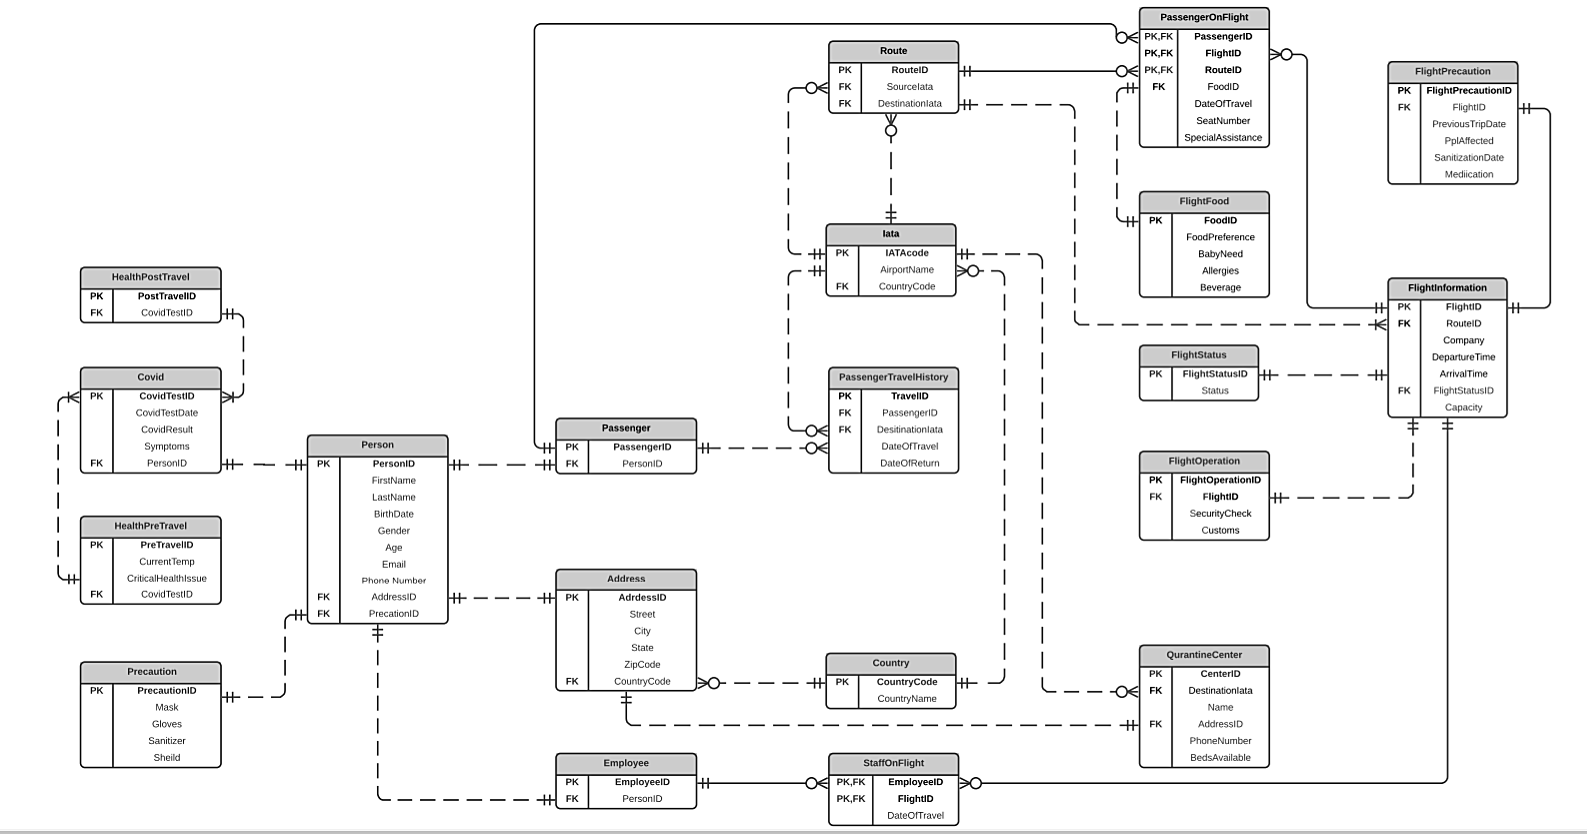 PassengerOnFlight
PK,FK PassengerID
PK,FK FlightID
PK,FK RouteID
FK FoodID
DateOfTravel
SeatNumber
SpecialAssistance
Route
PK RouteID
FK SourceIata
FK DestinationIata
FlightPrecaution
PK FlightPrecautionID
FK FlightID
PreviousTripDate
PplAffected
SanitizationDate
Mediication
FlightFood
PK FoodID
FoodPreference
BabyNeed
Allergies
Beverage
Iata
PK IATAcode
AirportName
FK CountryCode
HealthPostTravel
PK PostTravelID
FK CovidTestID
FlightInformation
PK FlightID
FK RouteID
Company
DepartureTime
ArrivalTime
FK FlightStatusID
Capacity
FlightStatus
PK FlightStatusID
Status
Covid
PK CovidTestID
CovidTestDate
CovidResult
Symptoms
FK PersonID
PassengerTravelHistory
PK TravelID
FK PassengerID
FK DesitinationIata
DateOfTravel
DateOfReturn
Passenger
PK PassengerID
FK PersonID
Person
PK PersonID
FirstName
LastName
BirthDate
Gender
Age
Email
Phone Number
FK AddressID
FK PrecationID
FlightOperation
PK FlightOperationID
FK FlightID
SecurityCheck
Customs
HealthPreTravel
PK PreTravelID
CurrentTemp
CriticalHealthIssue
FK CovidTestID
Address
PK AdrdessID
Street
City
State
ZipCode
FK CountryCode
Country
PK CountryCode
CountryName
QurantineCenter
PK CenterID
FK DestinationIata
Name
FK AddressID
PhoneNumber
BedsAvailable
Precaution
PK PrecautionID
Mask
Gloves
Sanitizer
Sheild
Employee
PK EmployeeID
FK PersonID
StaffOnFlight
PK,FK EmployeeID
PK,FK FlightID
DateOfTravel